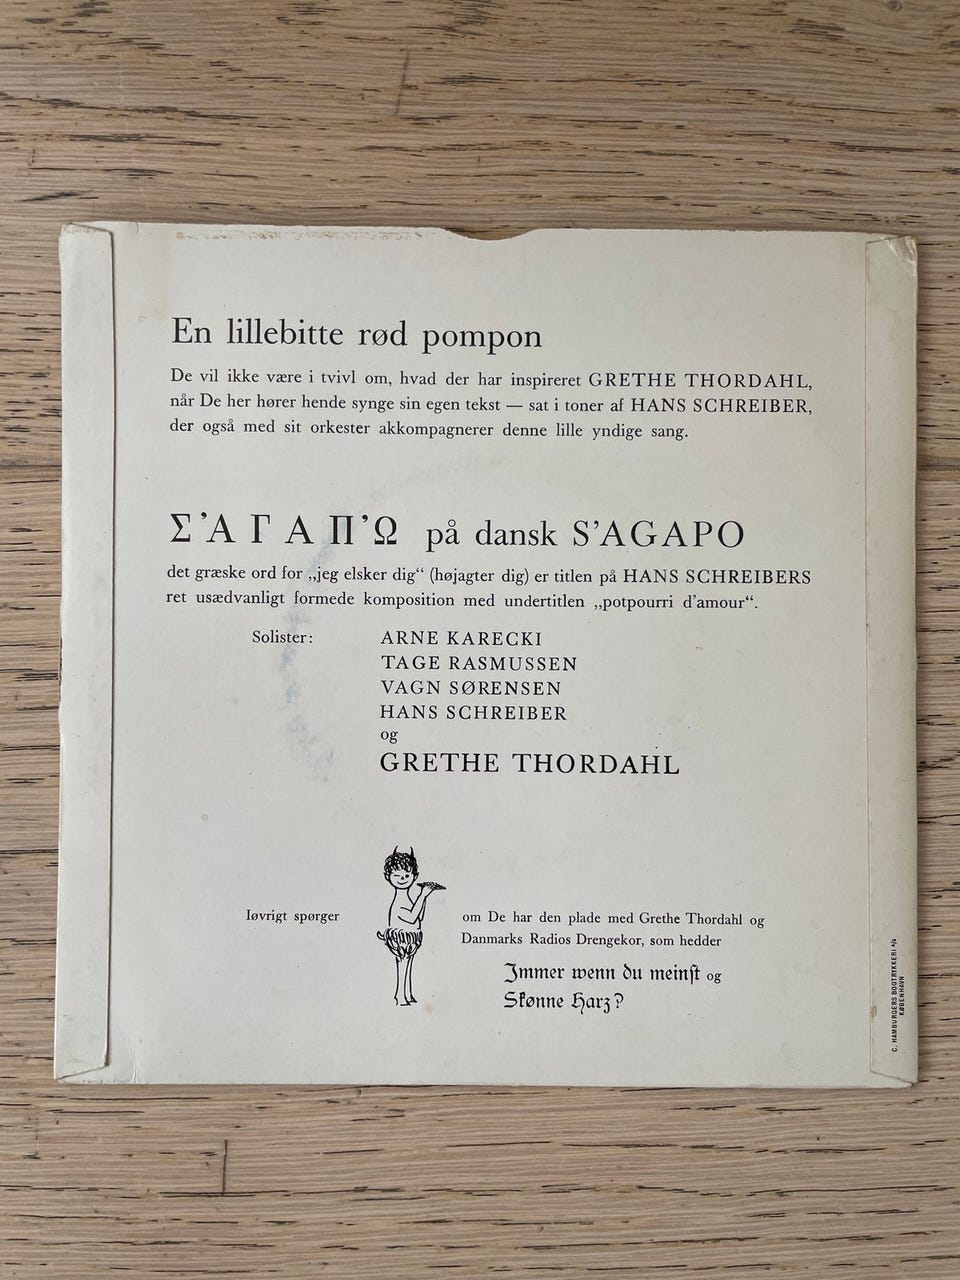 En lillebitte rød pompon
De vil ikke være i tvivl om, hvad der har inspireret GRETHE THORDAHL,
når De her hører hende synge sin egen tekst — sat i toner af HANS SCHREIBER,
der også med sit orkester akkompagnerer denne lille yndige sang.
Σ’Α Γ Α Π’Ω på dansk S’AGAPO
det græske ord for „jeg elsker dig“ (højagter dig) er titlen på HANS SCHREIBERS
ret usædvanligt formede komposition med undertitlen „potpourri d’amour“.
Solister: ARNE KARECKI
TAGE RASMUSSEN
VAGN SØRENSEN
HANS SCHREIBER
og
GRETHE THORDAHL
Iøvrigt spørger om De har den plade med Grethe Thordahl og
Danmarks Radios Drengekor, som hedder
Immer wenn du meinst og
Skønne Harz?
C. HAMBURGERS BOGTRYKKERI A/S
KØBENHAVN